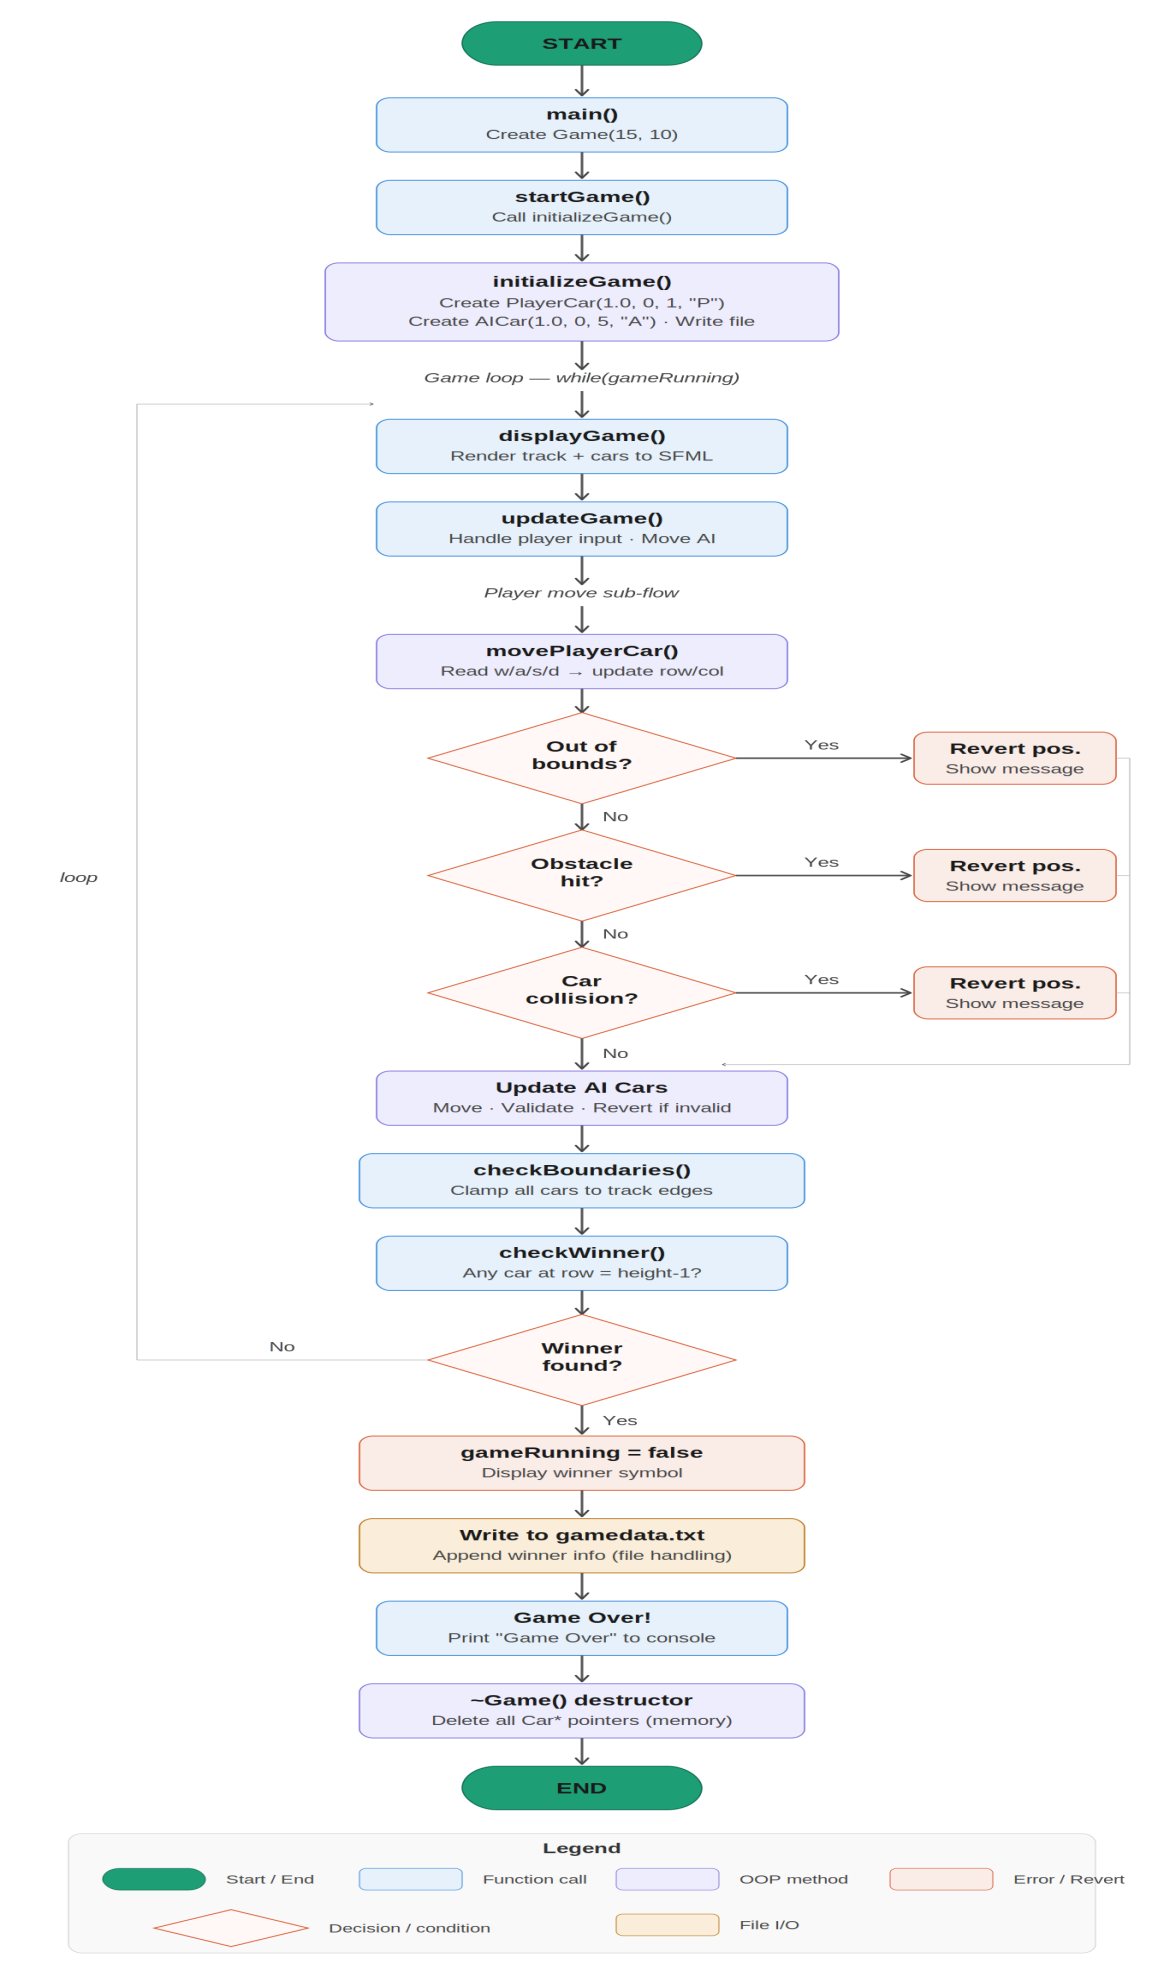 START
main()
Create Game(15, 10)
startGame()
Call initializeGame()
initializeGame()
Create PlayerCar(1.0, 0, 1, "P")
Create AICar(1.0, 0, 5, "A") · Write file
Game loop — while(gameRunning)
displayGame()
Render track + cars to SFML
updateGame()
Handle player input · Move AI
Player move sub-flow
movePlayerCar()
Read w/a/s/d → update row/col
Out of
bounds?
Yes
Revert pos.
Show message
No
Obstacle
hit?
Yes
Revert pos.
Show message
loop
No
Car
collision?
Yes
Revert pos.
Show message
No
Update AI Cars
Move · Validate · Revert if invalid
checkBoundaries()
Clamp all cars to track edges
checkWinner()
Any car at row = height-1?
No
Winner
found?
Yes
gameRunning = false
Display winner symbol
Write to gamedata.txt
Append winner info (file handling)
Game Over!
Print "Game Over" to console
~Game() destructor
Delete all Car* pointers (memory)
END
Legend
Start / End
Function call
OOP method
Error / Revert
Decision / condition
File I/O